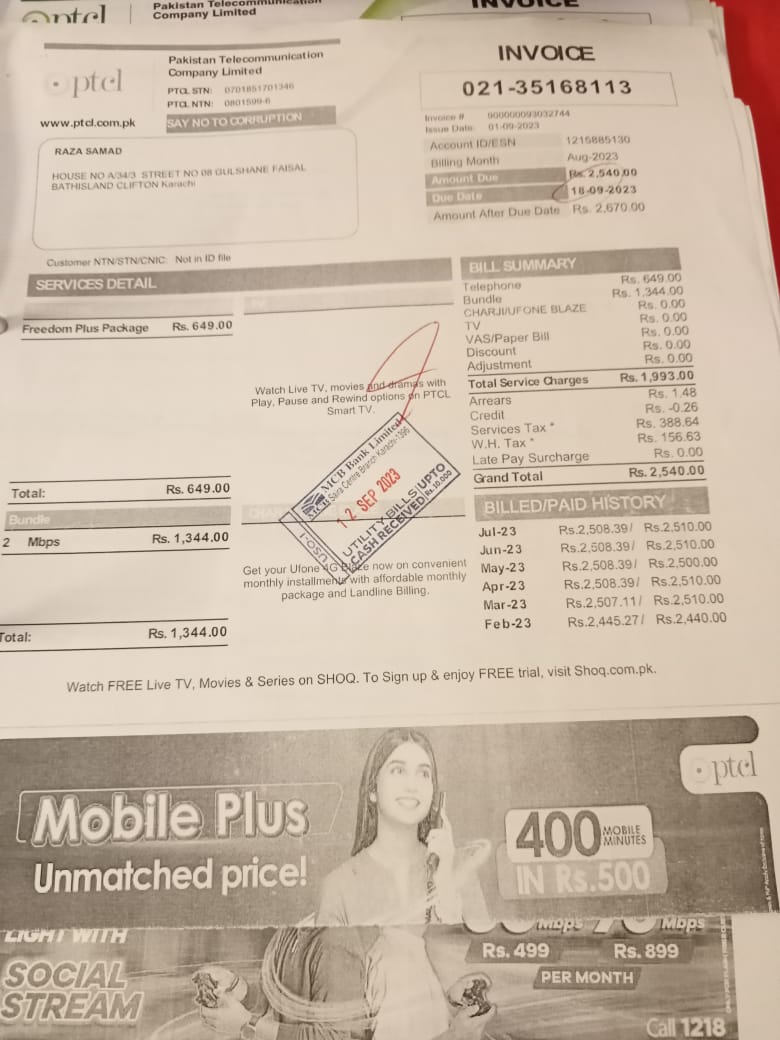 ptcl
Pakistan Telecommunication
Company Limited
INVOICE
ptcl
Pakistan Telecommunication
Company Limited
PTCL STN: 0701851701346
PTCL NTN: 0801599-6
www.ptcl.com.pk
SAY NO TO CORRUPTION
INVOICE
021-35168113
Invoice # 900000093032744
Issue Date: 01-09-2023
Account ID/ESN 1215885130
Billing Month Aug-2023
Amount Due Rs. 2,540.00
Due Date 18-09-2023
Amount After Due Date Rs. 2,670.00
RAZA SAMAD
HOUSE NO A/34/3 STREET NO 08 GULSHANE FAISAL
BATHISLAND CLIFTON Karachi
Customer NTN/STN/CNIC: Not in ID file
SERVICES DETAIL
Freedom Plus Package Rs. 649.00
Total: Rs. 649.00
Bundle
2 Mbps Rs. 1,344.00
Total: Rs. 1,344.00
TV
Watch Live TV, movies and dramas with
Play, Pause and Rewind options on PTCL
Smart TV.
MCB Bank Limited
Saira Centre Branch Karachi-1396
12 SEP 2023
UTILITY BILLS UPTO
CASH RECEIVED Rs. 10,000
Get your Ufone 4G Blaze now on convenient
monthly installments with affordable monthly
package and Landline Billing.
BILL SUMMARY
Telephone Rs. 649.00
Bundle Rs. 1,344.00
CHARJI/UFONE BLAZE Rs. 0.00
TV Rs. 0.00
VAS/Paper Bill Rs. 0.00
Discount Rs. 0.00
Adjustment Rs. 0.00
Total Service Charges Rs. 1,993.00
Arrears Rs. 1.48
Credit Rs. -0.26
Services Tax * Rs. 388.64
W.H. Tax * Rs. 156.63
Late Pay Surcharge Rs. 0.00
Grand Total Rs. 2,540.00
BILLED/PAID HISTORY
Jul-23 Rs.2,508.39/ Rs.2,510.00
Jun-23 Rs.2,508.39/ Rs.2,510.00
May-23 Rs.2,508.39/ Rs.2,500.00
Apr-23 Rs.2,508.39/ Rs.2,510.00
Mar-23 Rs.2,507.11/ Rs.2,510.00
Feb-23 Rs.2,445.27/ Rs.2,440.00
Watch FREE Live TV, Movies & Series on SHOQ. To Sign up & enjoy FREE trial, visit Shoq.com.pk.
ptcl
Mobile Plus
Unmatched price!
400 MOBILE
MINUTES
IN Rs.500
LIGHT WITH
SOCIAL
STREAM
Mbps Mbps
Rs. 499 Rs. 899
PER MONTH
Call 1218